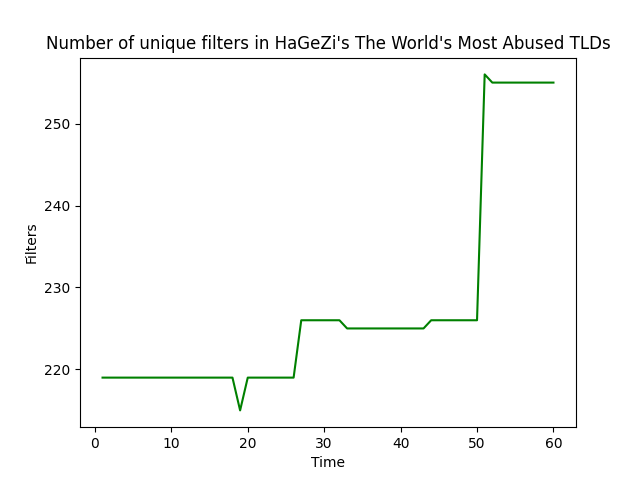 Number of unique filters in HaGeZi's The World's Most Abused TLDs
250
240
230
220
Filters
0 10 20 30 40 50 60
Time